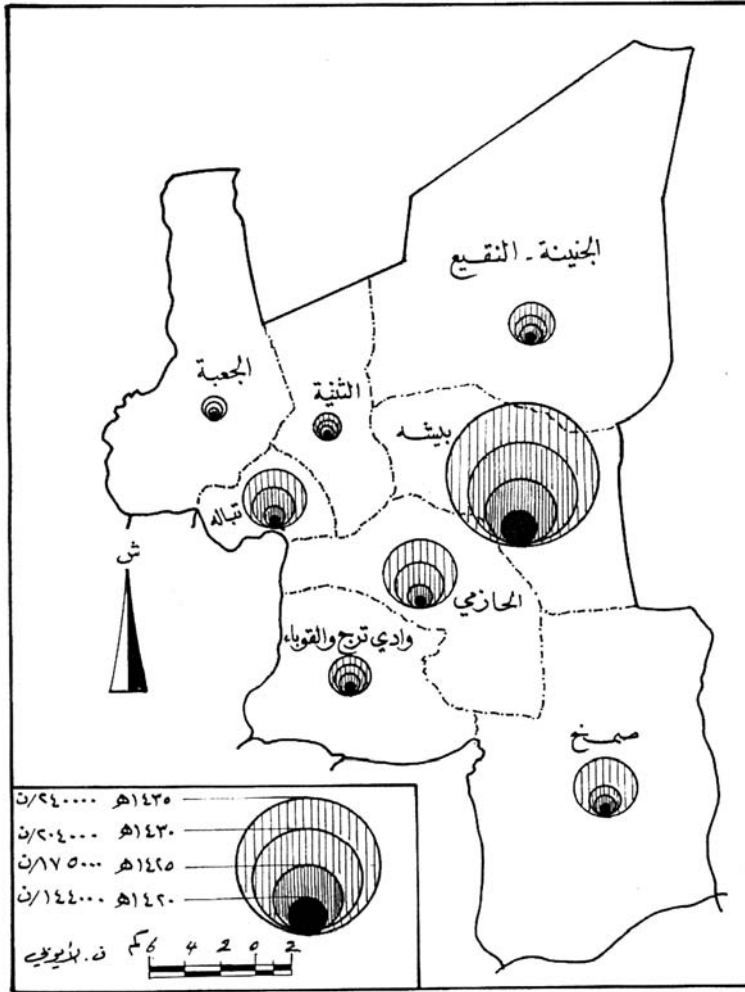 الجنينة - النقيع
الجعبة
الثنية
بيشه
تباله
ش
الحازمي
وادي ترج والقوباء
صمخ
١٤٣٥هـ ٢٤٠٠٠٠/ن
١٤٣٠هـ ٢٠٤٠٠٠/ن
١٤٢٥هـ ١٧٥٠٠٠/ن
١٤٢٠هـ ١٤٤٠٠٠/ن
كم 6 4 2 0 2